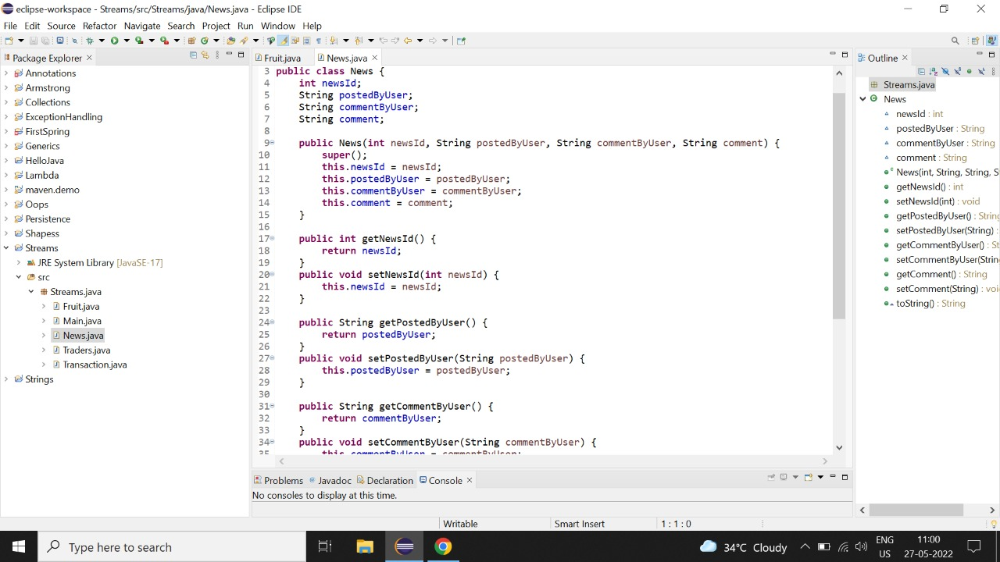 eclipse-workspace - Streams/src/Streams/java/News.java - Eclipse IDE
File Edit Source Refactor Navigate Search Project Run Window Help
Package Explorer
Annotations
Armstrong
Collections
ExceptionHandling
FirstSpring
Generics
HelloJava
Lambda
maven.demo
Oops
Persistence
Shapess
Streams
JRE System Library [JavaSE-17]
src
Streams.java
Fruit.java
Main.java
News.java
Traders.java
Transaction.java
Strings
Fruit.java News.java
3 public class News {
4 int newsId;
5 String postedByUser;
6 String commentByUser;
7 String comment;
8
9 public News(int newsId, String postedByUser, String commentByUser, String comment) {
10 super();
11 this.newsId = newsId;
12 this.postedByUser = postedByUser;
13 this.commentByUser = commentByUser;
14 this.comment = comment;
15 }
16
17 public int getNewsId() {
18 return newsId;
19 }
20 public void setNewsId(int newsId) {
21 this.newsId = newsId;
22 }
23
24 public String getPostedByUser() {
25 return postedByUser;
26 }
27 public void setPostedByUser(String postedByUser) {
28 this.postedByUser = postedByUser;
29 }
30
31 public String getCommentByUser() {
32 return commentByUser;
33 }
34 public void setCommentByUser(String commentByUser) {
35 this.commentByUser = commentByUser;
Problems Javadoc Declaration Console
No consoles to display at this time.
Outline
Streams.java
News
newsId : int
postedByUser : String
commentByUser : String
comment : String
News(int, String, String, S
getNewsId() : int
setNewsId(int) : void
getPostedByUser() : String
setPostedByUser(String) :
getCommentByUser() : St
setCommentByUser(Strin
getComment() : String
setComment(String) : voi
toString() : String
Writable Smart Insert 1 : 1 : 0
Type here to search
34°C Cloudy
ENG
US
11:00
27-05-2022